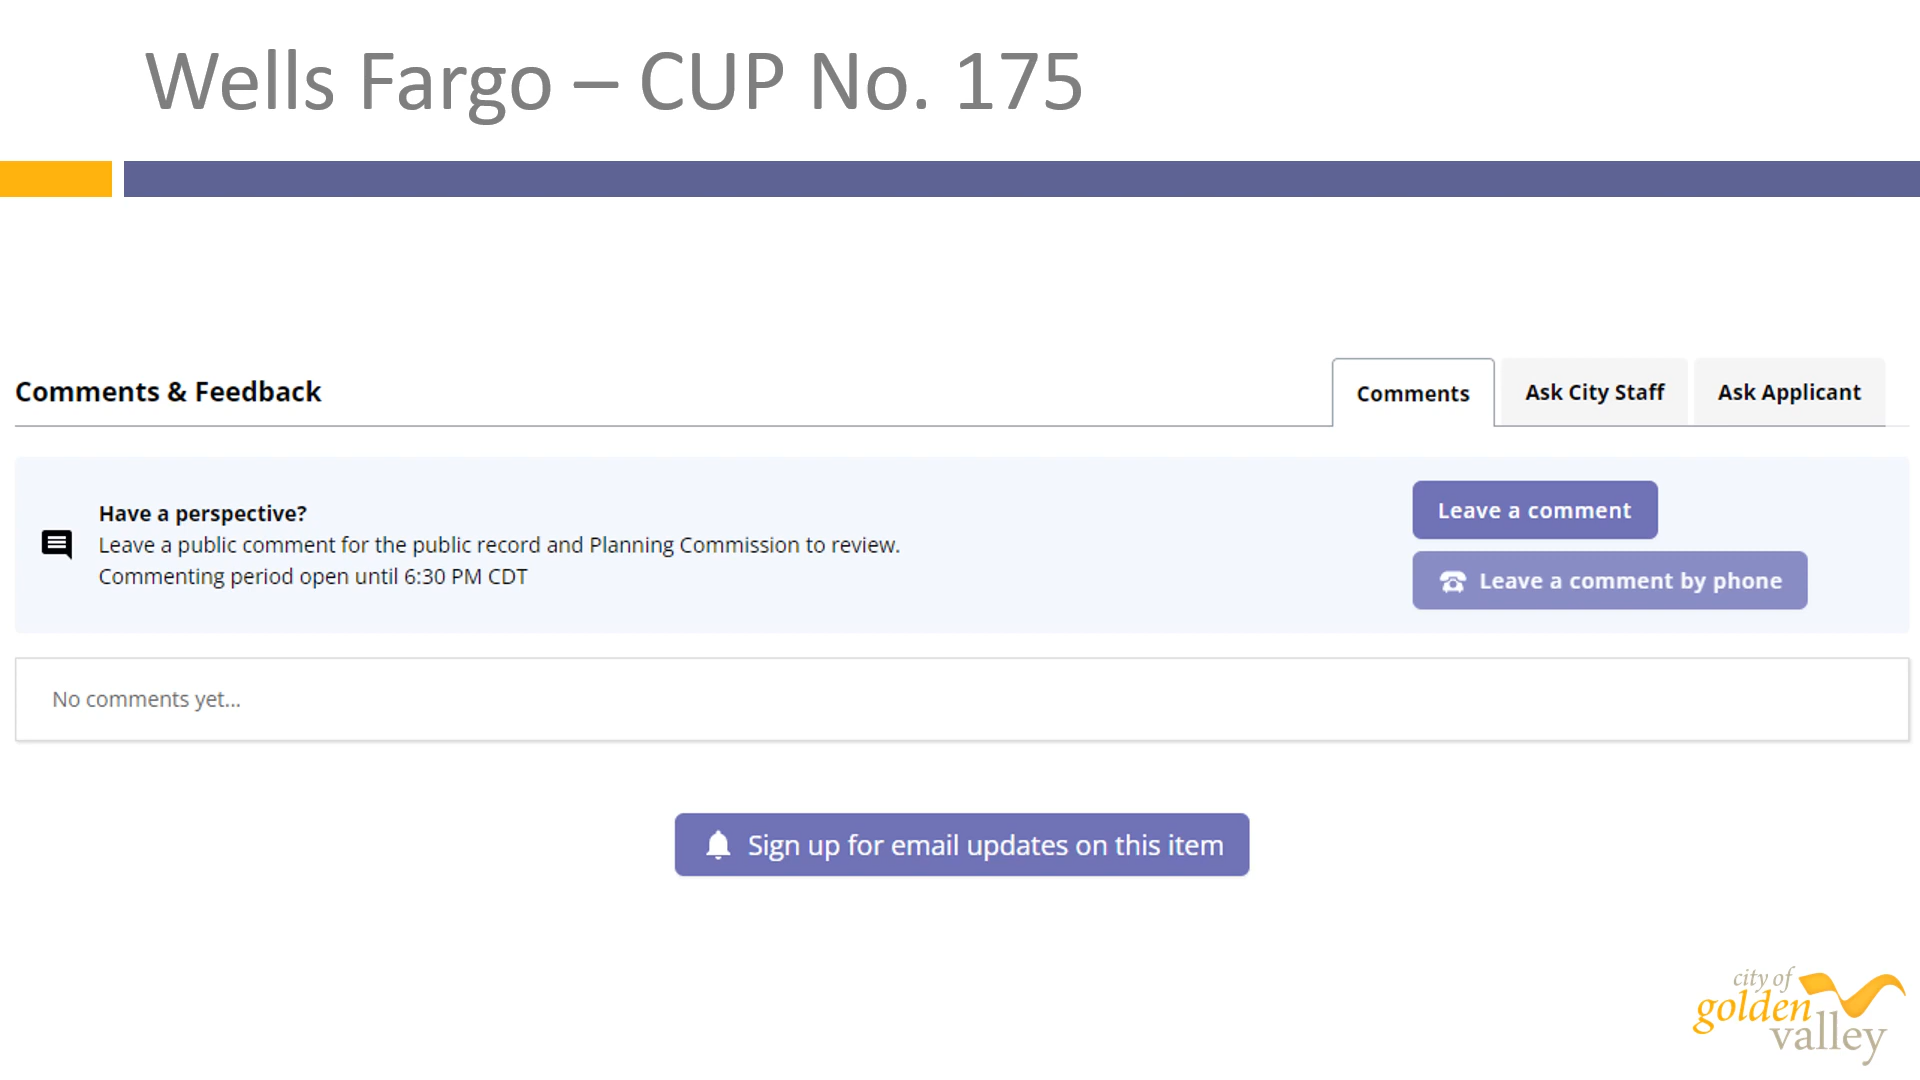 Wells Fargo – CUP No. 175
Comments & Feedback
Comments
Ask City Staff
Ask Applicant
Have a perspective?
Leave a public comment for the public record and Planning Commission to review.
Commenting period open until 6:30 PM CDT
Leave a comment
Leave a comment by phone
No comments yet...
Sign up for email updates on this item
city of
golden
valley